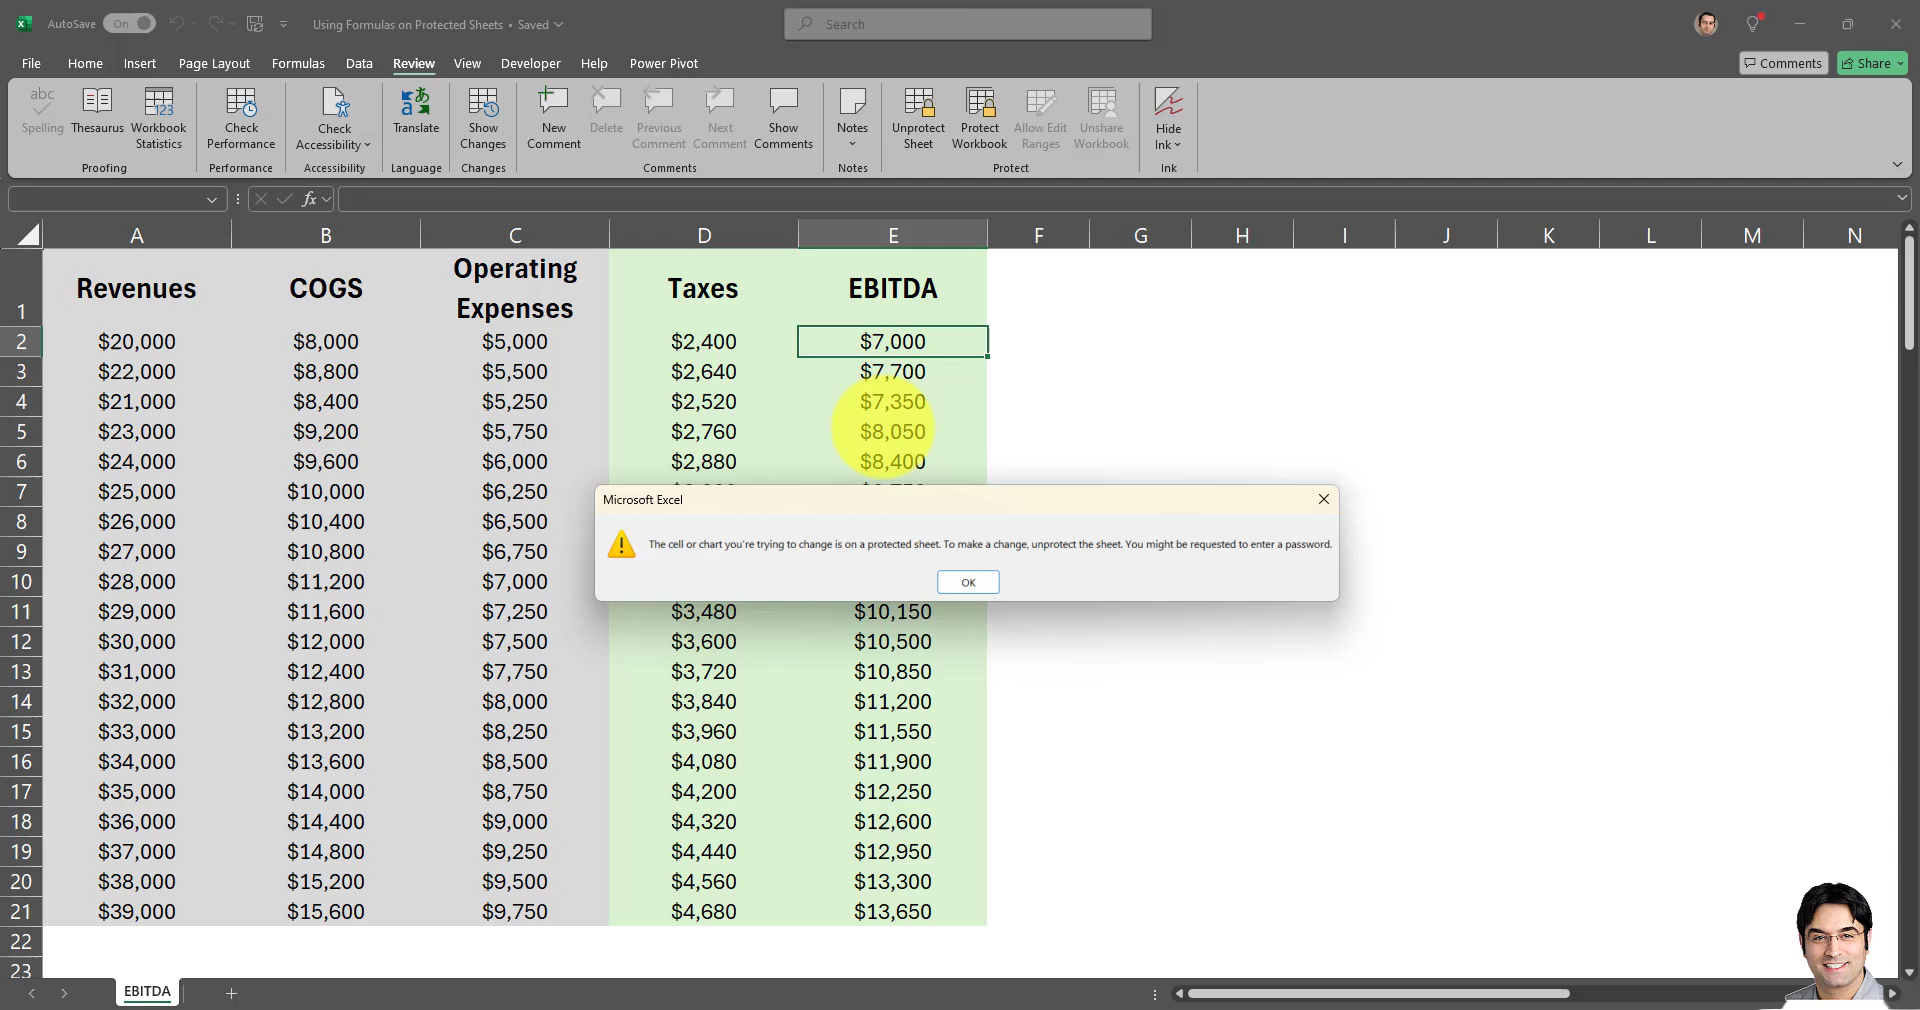 AutoSave On Using Formulas on Protected Sheets • Saved Search
File Home Insert Page Layout Formulas Data Review View Developer Help Power Pivot Comments Share
abc 123 a
Spelling Thesaurus Workbook Statistics Check Performance Check Accessibility Translate Show Changes New Comment Delete Previous Comment Next Comment Show Comments Notes Unprotect Sheet Protect Workbook Allow Edit Ranges Unshare Workbook Hide Ink
Proofing Performance Accessibility Language Changes Comments Notes Protect Ink
fx
A B C D E F G H I J K L M N
1 Revenues COGS Operating Expenses Taxes EBITDA
2 $20,000 $8,000 $5,000 $2,400 $7,000
3 $22,000 $8,800 $5,500 $2,640 $7,700
4 $21,000 $8,400 $5,250 $2,520 $7,350
5 $23,000 $9,200 $5,750 $2,760 $8,050
6 $24,000 $9,600 $6,000 $2,880 $8,400
7 $25,000 $10,000 $6,250
Microsoft Excel
8 $26,000 $10,400 $6,500
The cell or chart you're trying to change is on a protected sheet. To make a change, unprotect the sheet. You might be requested to enter a password.
9 $27,000 $10,800 $6,750
10 $28,000 $11,200 $7,000
OK
11 $29,000 $11,600 $7,250 $3,480 $10,150
12 $30,000 $12,000 $7,500 $3,600 $10,500
13 $31,000 $12,400 $7,750 $3,720 $10,850
14 $32,000 $12,800 $8,000 $3,840 $11,200
15 $33,000 $13,200 $8,250 $3,960 $11,550
16 $34,000 $13,600 $8,500 $4,080 $11,900
17 $35,000 $14,000 $8,750 $4,200 $12,250
18 $36,000 $14,400 $9,000 $4,320 $12,600
19 $37,000 $14,800 $9,250 $4,440 $12,950
20 $38,000 $15,200 $9,500 $4,560 $13,300
21 $39,000 $15,600 $9,750 $4,680 $13,650
22
23
EBITDA